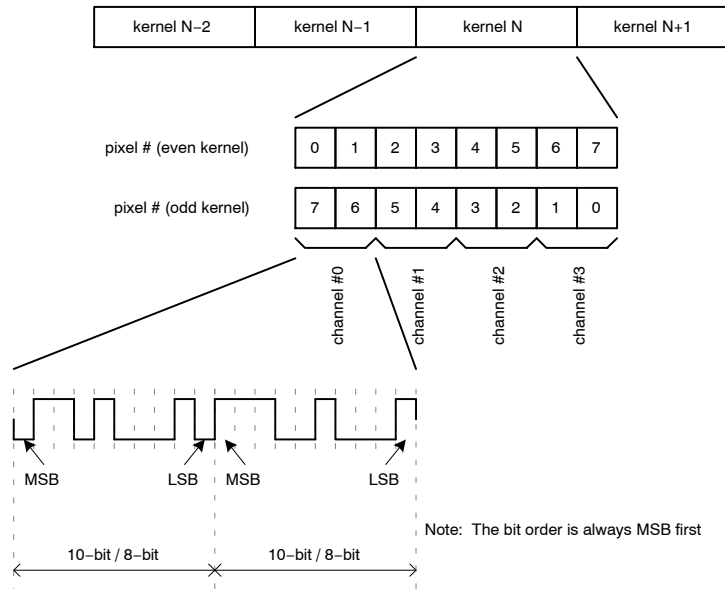 kernel N−2 kernel N−1 kernel N kernel N+1
pixel # (even kernel) 0 1 2 3 4 5 6 7
pixel # (odd kernel) 7 6 5 4 3 2 1 0
channel #0 channel #1 channel #2 channel #3
MSB LSB MSB LSB
Note: The bit order is always MSB first
10−bit / 8−bit 10−bit / 8−bit